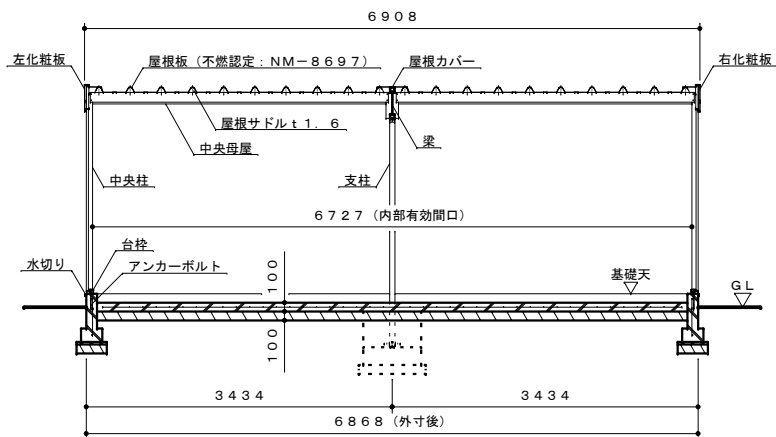 ６９０８
左化粧板
屋根板（不燃認定：ＮＭ－８６９７）
屋根カバー
右化粧板
屋根サドルｔ１．６
梁
中央母屋
中央柱
支柱
６７２７（内部有効間口）
台枠
水切り
アンカーボルト
１００
基礎天
ＧＬ
１００
３４３４
３４３４
６８６８（外寸後）